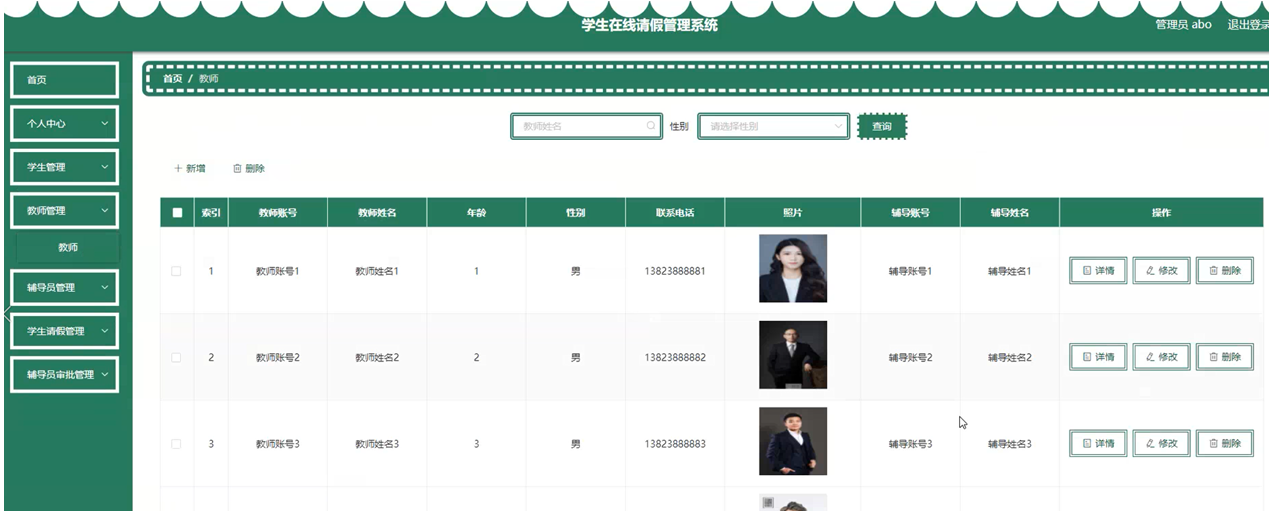 学生在线请假管理系统
管理员 abo 退出登录
首页
个人中心
学生管理
教师管理
教师
辅导员管理
学生请假管理
辅导员审批管理
首页 / 教师
教师姓名 性别 请选择性别 查询
新增 删除
索引 教师账号 教师姓名 年龄 性别 联系电话 照片 辅导账号 辅导姓名 操作
1 教师账号1 教师姓名1 1 男 13823888881 辅导账号1 辅导姓名1 详情 修改 删除
2 教师账号2 教师姓名2 2 男 13823888882 辅导账号2 辅导姓名2 详情 修改 删除
3 教师账号3 教师姓名3 3 男 13823888883 辅导账号3 辅导姓名3 详情 修改 删除